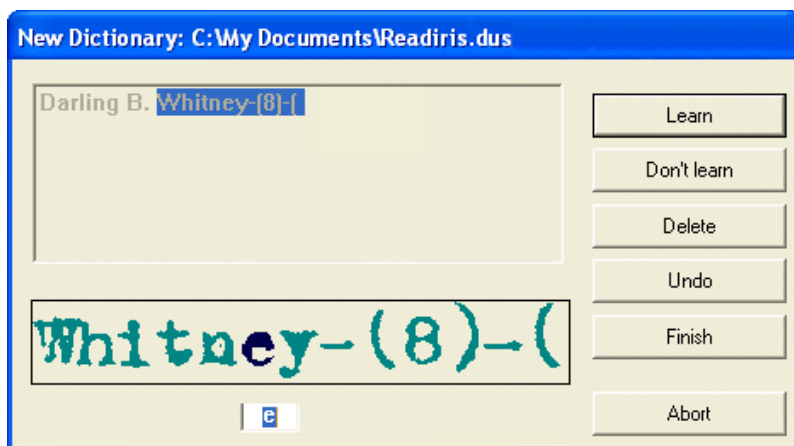 New Dictionary: C:\My Documents\Readiris.dus
Darling B. Whitney-(8)-(
Learn
Don't learn
Delete
Undo
Whitney-(8)-(
Finish
e
Abort